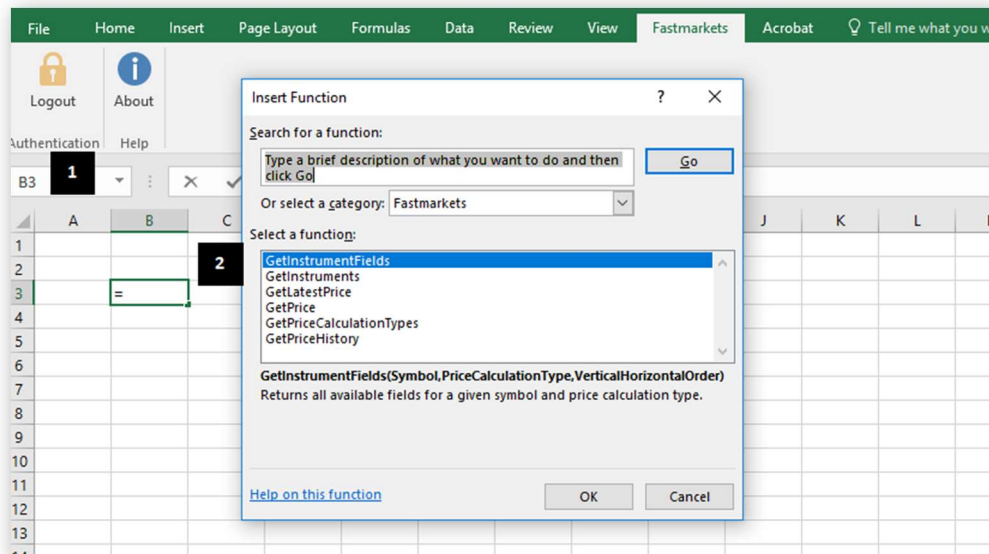 File Home Insert Page Layout Formulas Data Review View Fastmarkets Acrobat Tell me what you w
Logout About
Authentication Help
1
B3
A B C J K L
1
2
3 =
4
5
6
7
8
9
10
11
12
13
14
2
Insert Function ? ✕
Search for a function:
Type a brief description of what you want to do and then
click Go
Go
Or select a category: Fastmarkets
Select a function:
GetInstrumentFields
GetInstruments
GetLatestPrice
GetPrice
GetPriceCalculationTypes
GetPriceHistory
GetInstrumentFields(Symbol,PriceCalculationType,VerticalHorizontalOrder)
Returns all available fields for a given symbol and price calculation type.
Help on this function OK Cancel